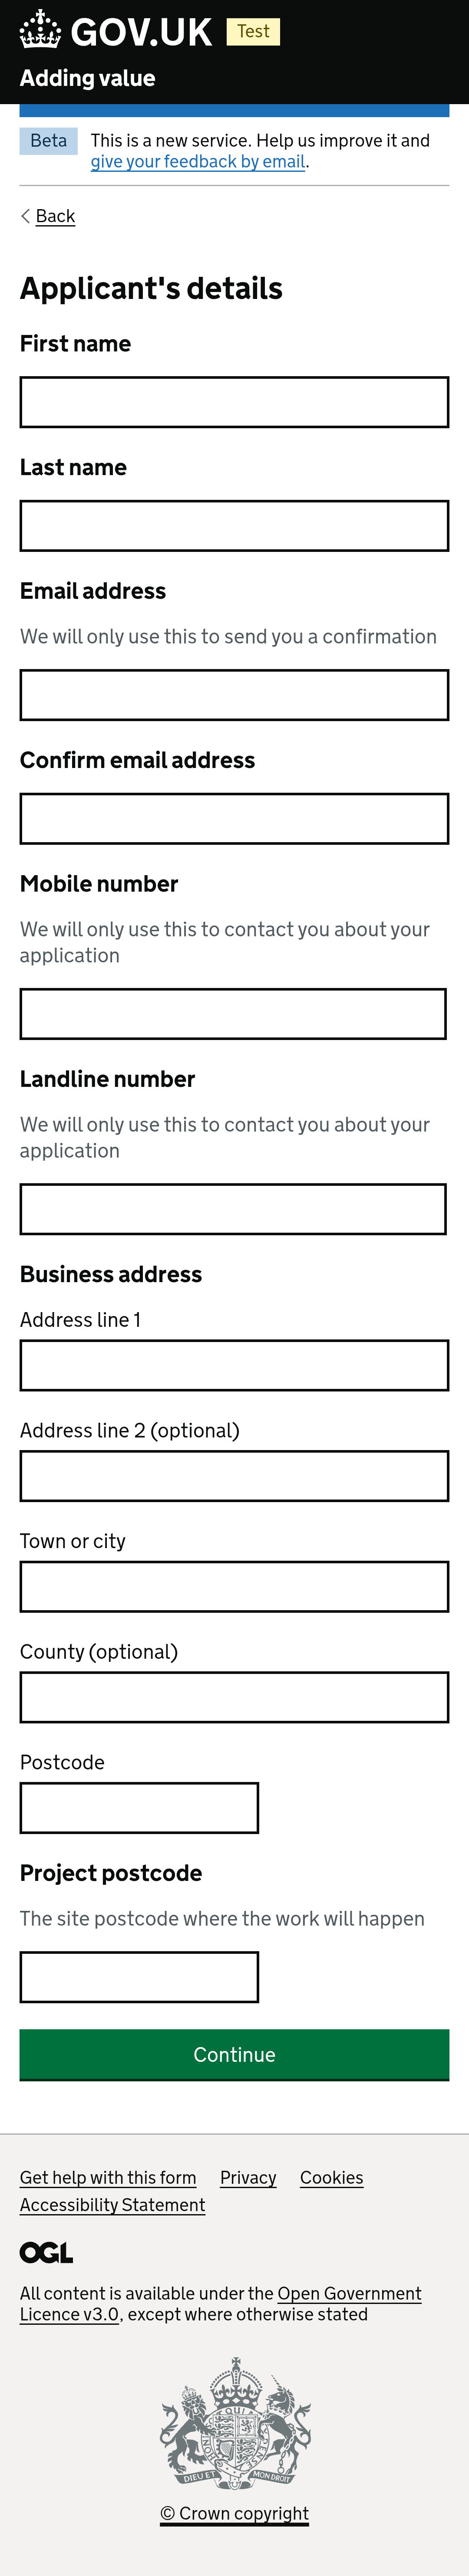 GOV.UK Test
Adding value
Beta
This is a new service. Help us improve it and
give your feedback by email.
Back
Applicant's details
First name
Last name
Email address
We will only use this to send you a confirmation
Confirm email address
Mobile number
We will only use this to contact you about your
application
Landline number
We will only use this to contact you about your
application
Business address
Address line 1
Address line 2 (optional)
Town or city
County (optional)
Postcode
Project postcode
The site postcode where the work will happen
Continue
Get help with this form Privacy Cookies
Accessibility Statement
OGL
All content is available under the Open Government
Licence v3.0, except where otherwise stated
DIEU ET MON DROIT
© Crown copyright